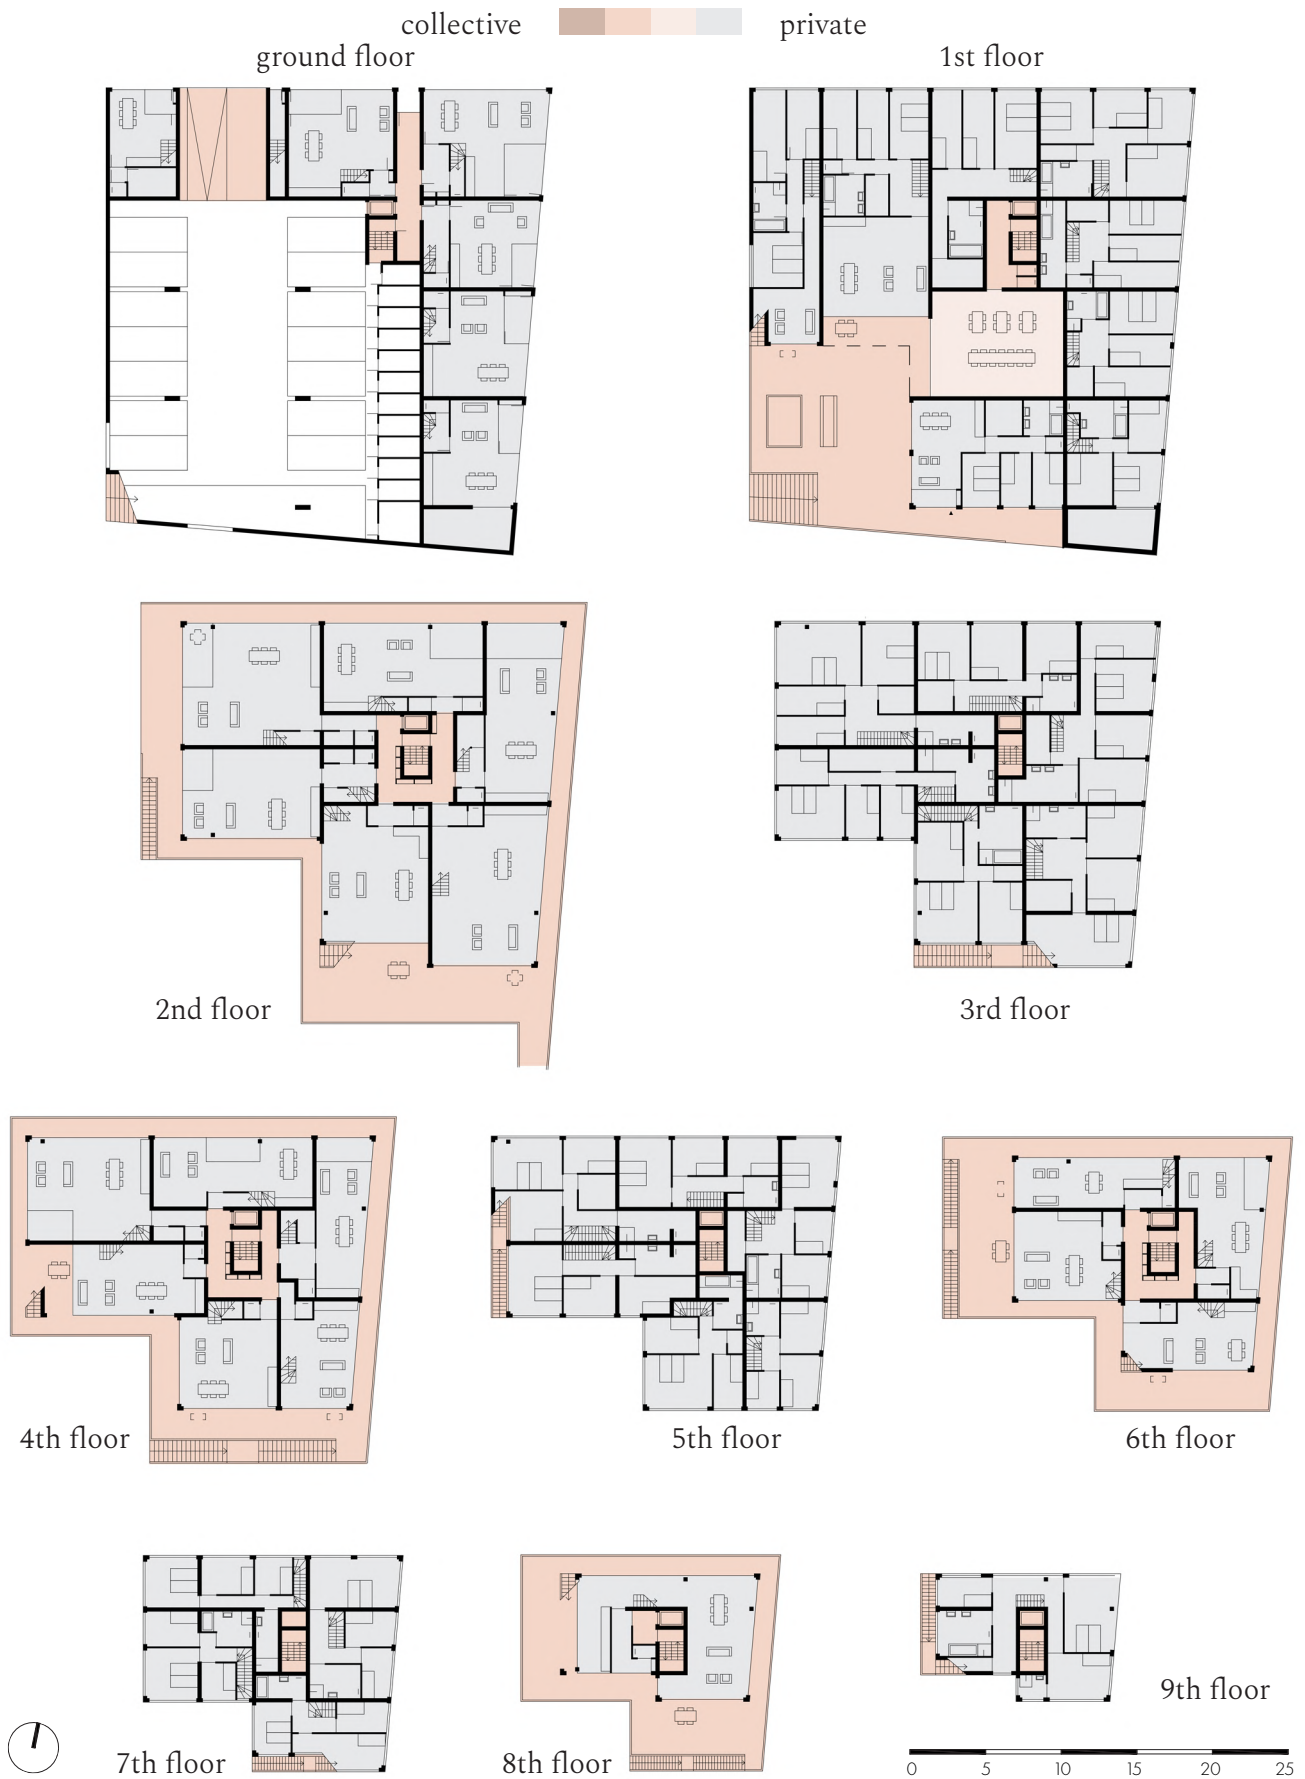 collective private
ground floor 1st floor
2nd floor 3rd floor
4th floor 5th floor 6th floor
7th floor 8th floor 9th floor
0 5 10 15 20 25